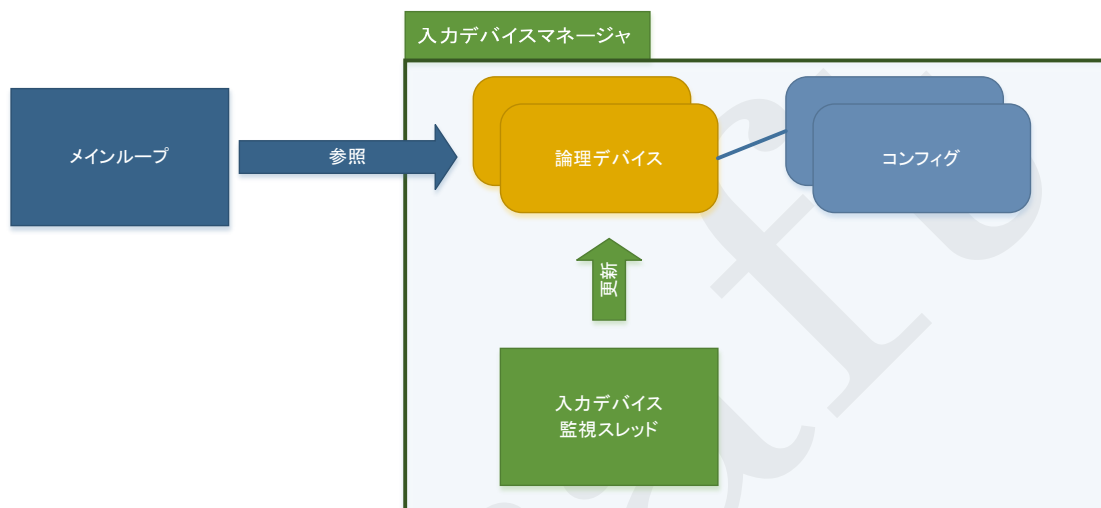 入力デバイスマネージャ
メインループ
参照
論理デバイス
コンフィグ
更新
入力デバイス
監視スレッド